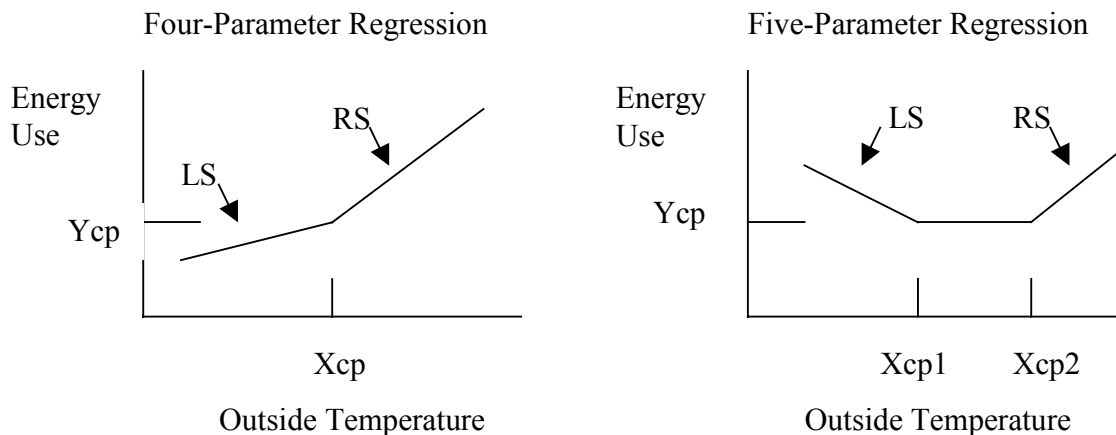 Four-Parameter Regression
Energy
Use
RS
LS
Ycp
Xcp
Outside Temperature
Five-Parameter Regression
Energy
Use
LS
RS
Ycp
Xcp1
Xcp2
Outside Temperature